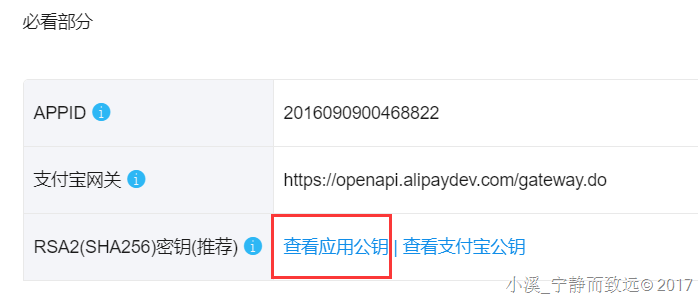 必看部分
APPID
2016090900468822
支付宝网关
https://openapi.alipaydev.com/gateway.do
RSA2(SHA256)密钥(推荐)
查看应用公钥 | 查看支付宝公钥
小溪_宁静而致远© 2017